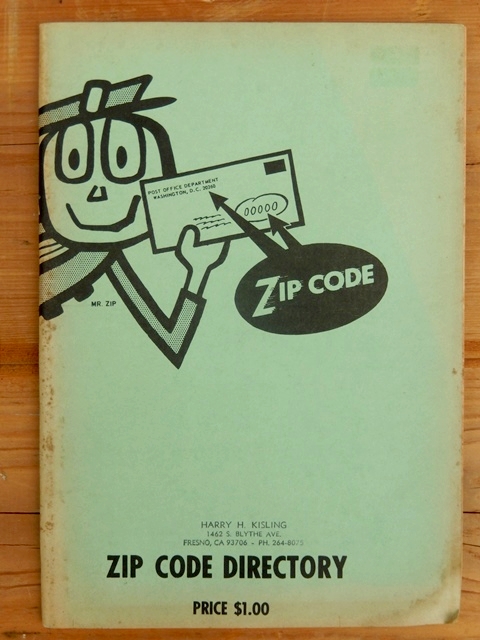 POST OFFICE DEPARTMENT
WASHINGTON, D.C. 20260
00000
ZIP CODE
MR. ZIP
HARRY H. KISLING
1462 S. BLYTHE AVE.
FRESNO, CA 93706 - PH. 264-8075
ZIP CODE DIRECTORY
PRICE $1.00